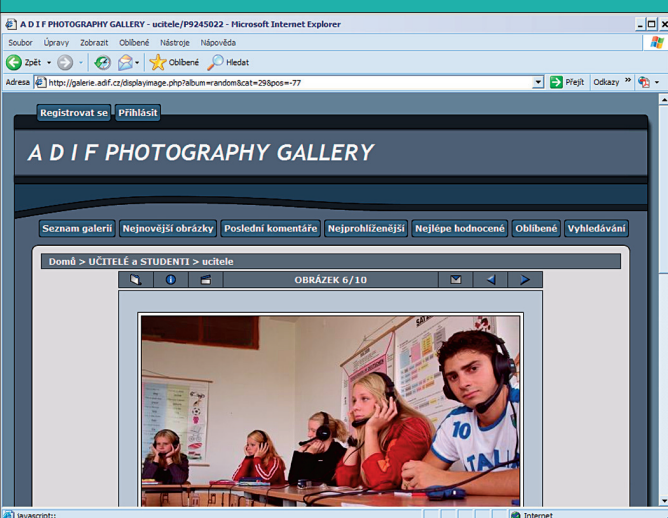 A D I F PHOTOGRAPHY GALLERY - ucitele/P9245022 - Microsoft Internet Explorer
Soubor Úpravy Zobrazit Oblíbené Nástroje Nápověda
Zpět Oblíbené Hledat
Adresa http://galerie.adif.cz/displayimage.php?album=random&cat=29&pos=-77 Přejít Odkazy »
Registrovat se Přihlásit
A D I F PHOTOGRAPHY GALLERY
Seznam galerií Nejnovější obrázky Poslední komentáře Nejprohlíženější Nejlépe hodnocené Oblíbené Vyhledávání
Domů > UČITELÉ a STUDENTI > ucitele
OBRÁZEK 6/10
10
ITALIA
javascript:;
Internet